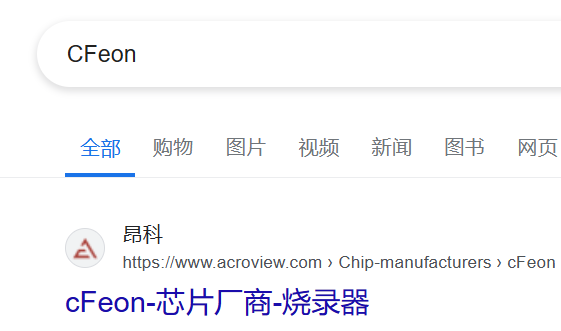 CFeon
全部 购物 图片 视频 新闻 图书 网页
昂科
https://www.acroview.com › Chip-manufacturers › cFeon
cFeon-芯片厂商-烧录器